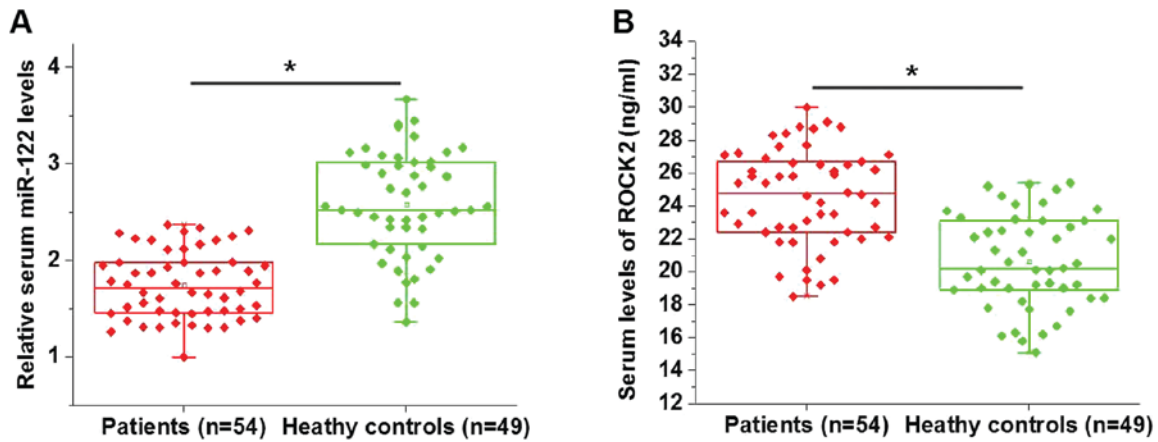 A
Relative serum miR-122 levels
4
3
2
1
*
Patients (n=54)
Heathy controls (n=49)
B
Serum levels of ROCK2 (ng/ml)
34
32
30
28
26
24
22
20
18
16
14
12
*
Patients (n=54)
Heathy controls (n=49)